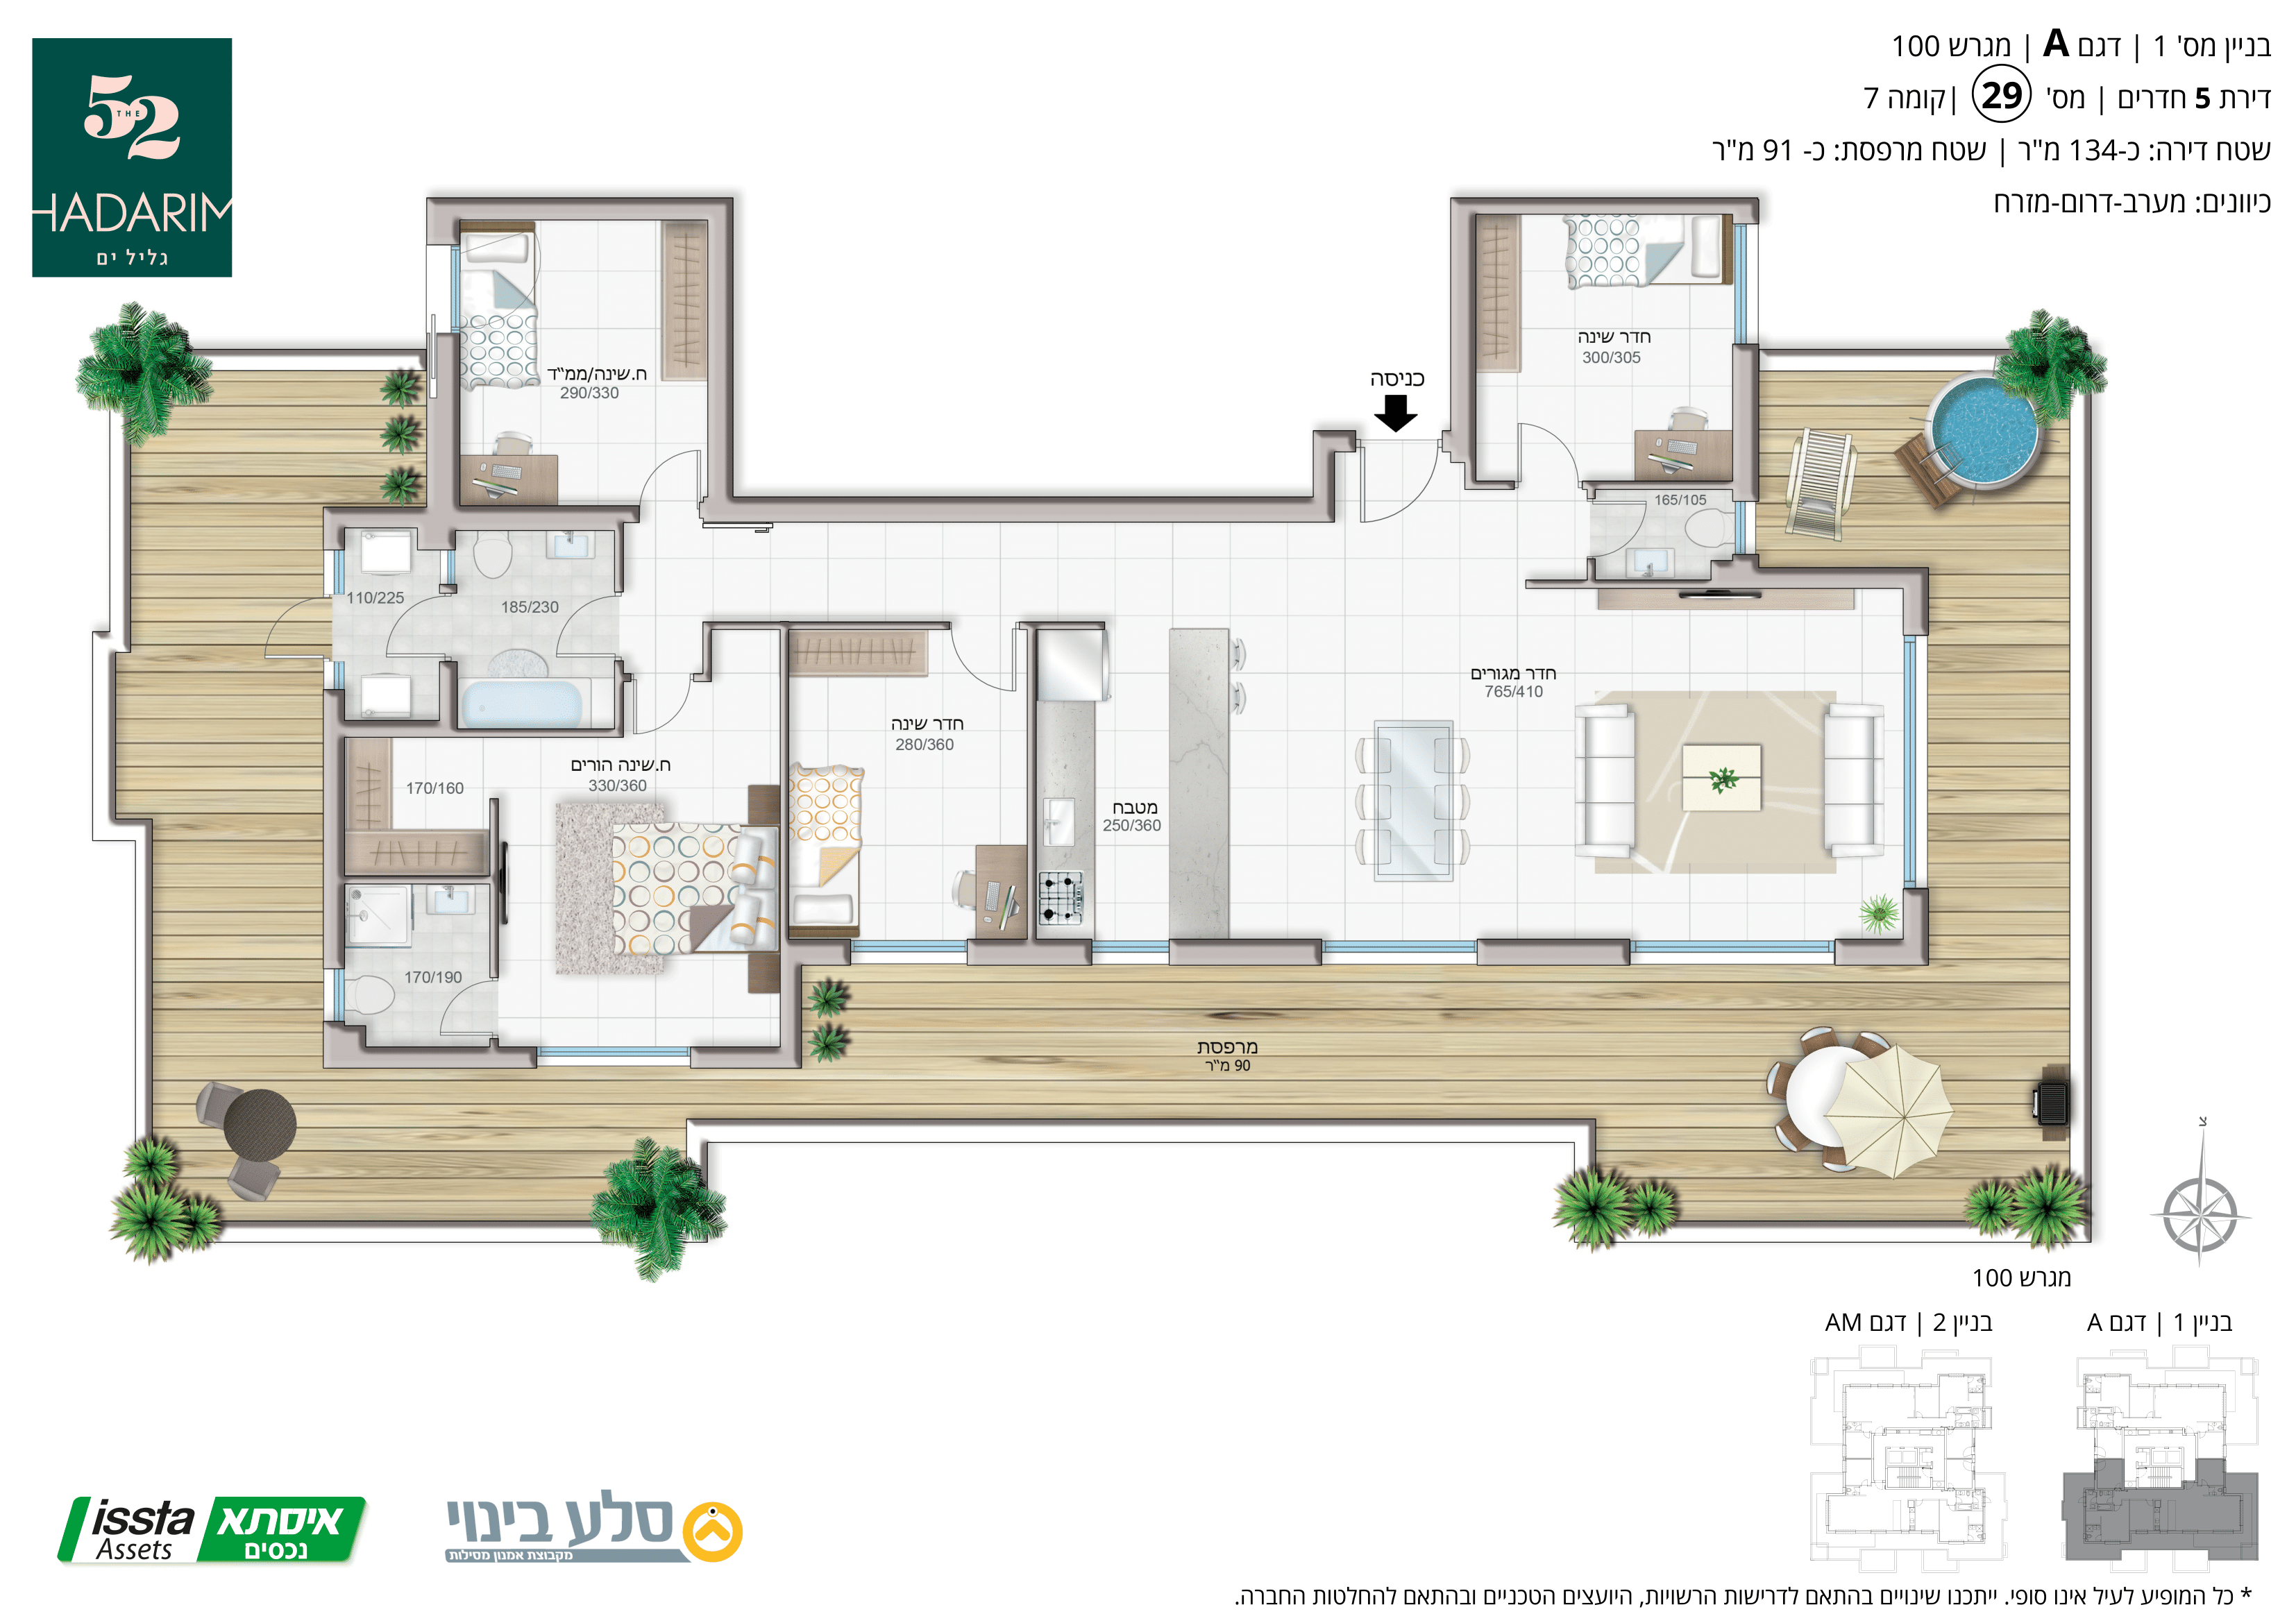 בניין מס' 1 | דגם A | מגרש 100
דירת 5 חדרים | מס' 29 | קומה 7
שטח דירה: כ-134 מ"ר | שטח מרפסת: כ- 91 מ"ר
כיוונים: מערב-דרום-מזרח
52
THE
HADARIM
גליל ים
ח.שינה/ממ"ד
290/330
כניסה
חדר שינה
300/305
165/105
110/225
185/230
חדר מגורים
765/410
חדר שינה
280/360
ח.שינה הורים
330/360
170/160
מטבח
250/360
170/190
מרפסת
90 מ"ר
צ
מגרש 100
בניין 2 | דגם AM
בניין 1 | דגם A
issta
Assets
איסתא
נכסים
סלע בינוי
מקבוצת אמנון מסילות
* כל המופיע לעיל אינו סופי. ייתכנו שינויים בהתאם לדרישות הרשויות, היועצים הטכניים ובהתאם להחלטות החברה.